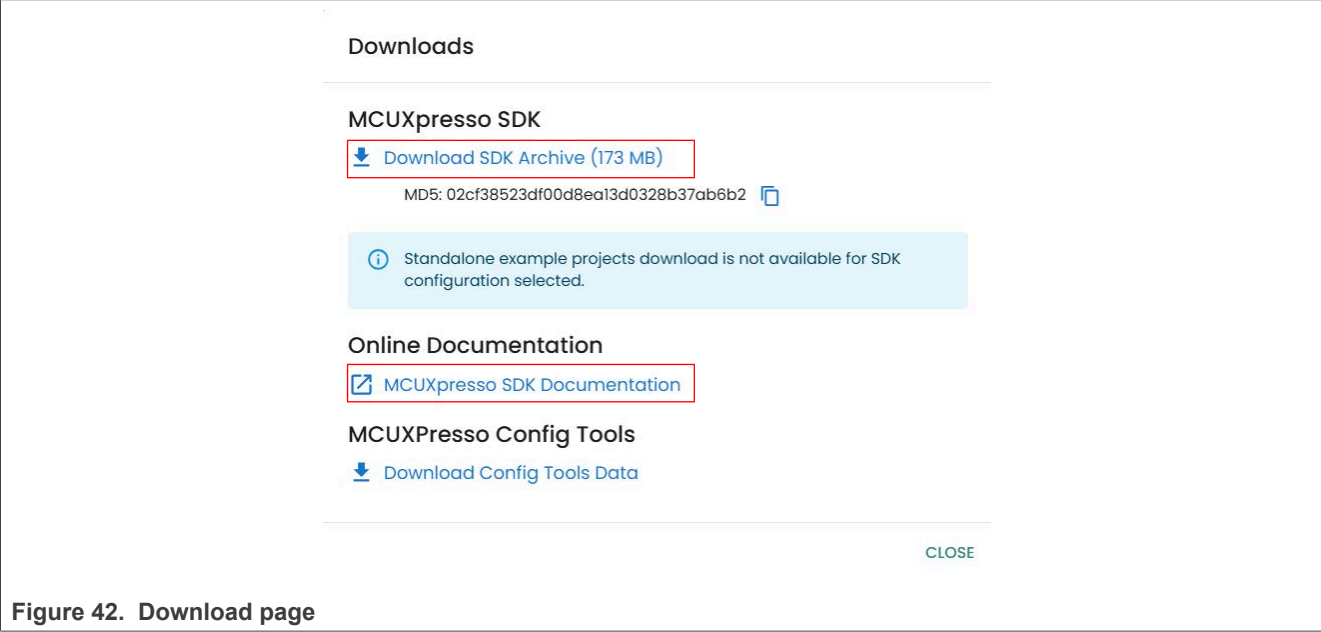 Downloads
MCUXpresso SDK
Download SDK Archive (173 MB)
MD5: 02cf38523df00d8ea13d0328b37ab6b2
Standalone example projects download is not available for SDK
configuration selected.
Online Documentation
MCUXpresso SDK Documentation
MCUXPresso Config Tools
Download Config Tools Data
CLOSE
Figure 42. Download page